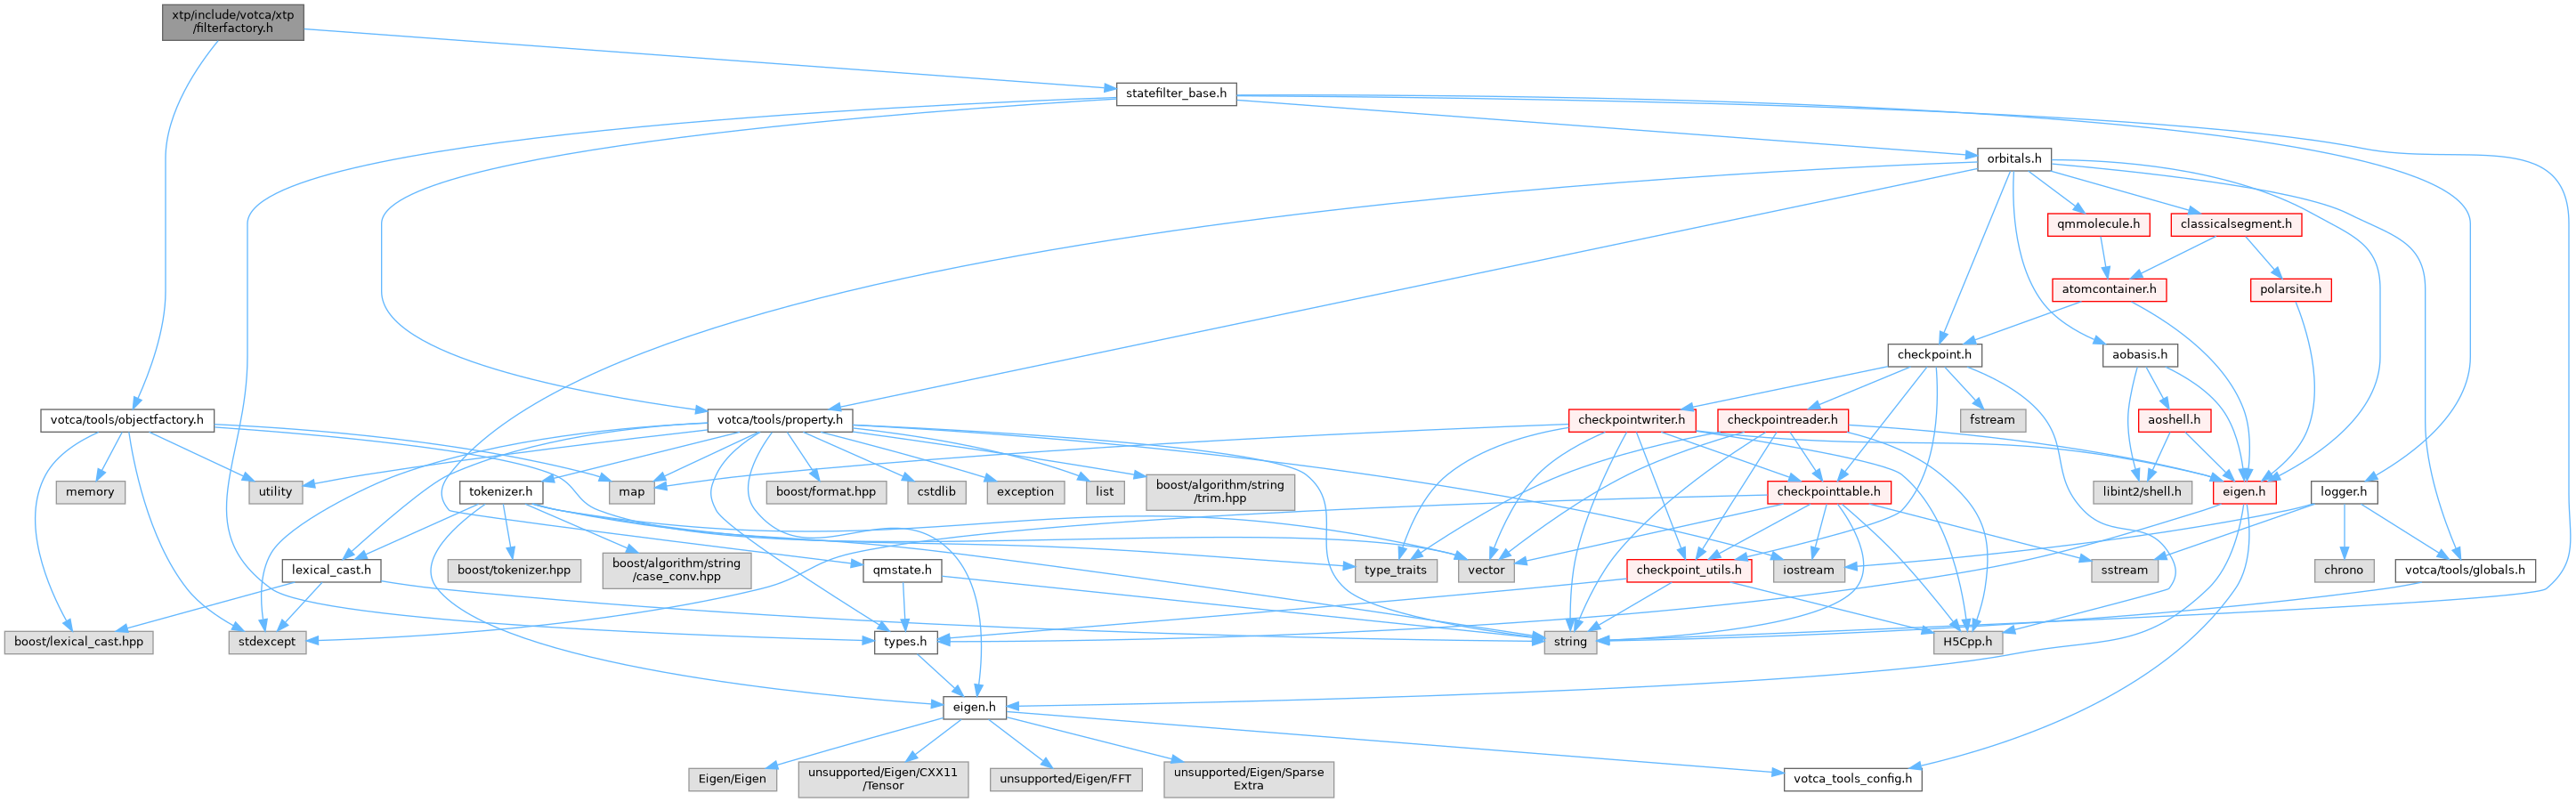 xtp/include/votca/xtp
/filterfactory.h
statefilter_base.h
orbitals.h
qmmolecule.h
classicalsegment.h
atomcontainer.h
polarsite.h
checkpoint.h
aobasis.h
votca/tools/objectfactory.h
votca/tools/property.h
checkpointwriter.h
checkpointreader.h
fstream
aoshell.h
memory
utility
tokenizer.h
map
boost/format.hpp
cstdlib
exception
list
boost/algorithm/string
/trim.hpp
checkpointtable.h
libint2/shell.h
eigen.h
logger.h
lexical_cast.h
boost/tokenizer.hpp
boost/algorithm/string
/case_conv.hpp
qmstate.h
type_traits
vector
checkpoint_utils.h
iostream
sstream
chrono
votca/tools/globals.h
boost/lexical_cast.hpp
stdexcept
types.h
string
H5Cpp.h
eigen.h
Eigen/Eigen
unsupported/Eigen/CXX11
/Tensor
unsupported/Eigen/FFT
unsupported/Eigen/Sparse
Extra
votca_tools_config.h